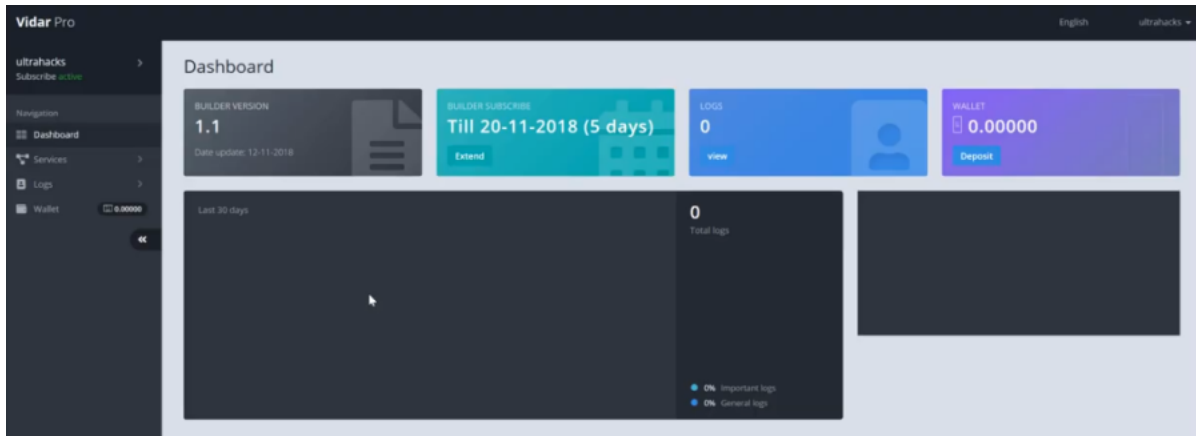 Vidar Pro
English
ultrahacks
ultrahacks
Subscribe active
Navigation
Dashboard
Services
Logs
Wallet
0.00000
Dashboard
BUILDER VERSION
1.1
Date update: 12-11-2018
BUILDER SUBSCRIBE
Till 20-11-2018 (5 days)
Extend
LOGS
0
view
WALLET
0.00000
Deposit
Last 30 days
0
Total logs
0% Important logs
0% General logs